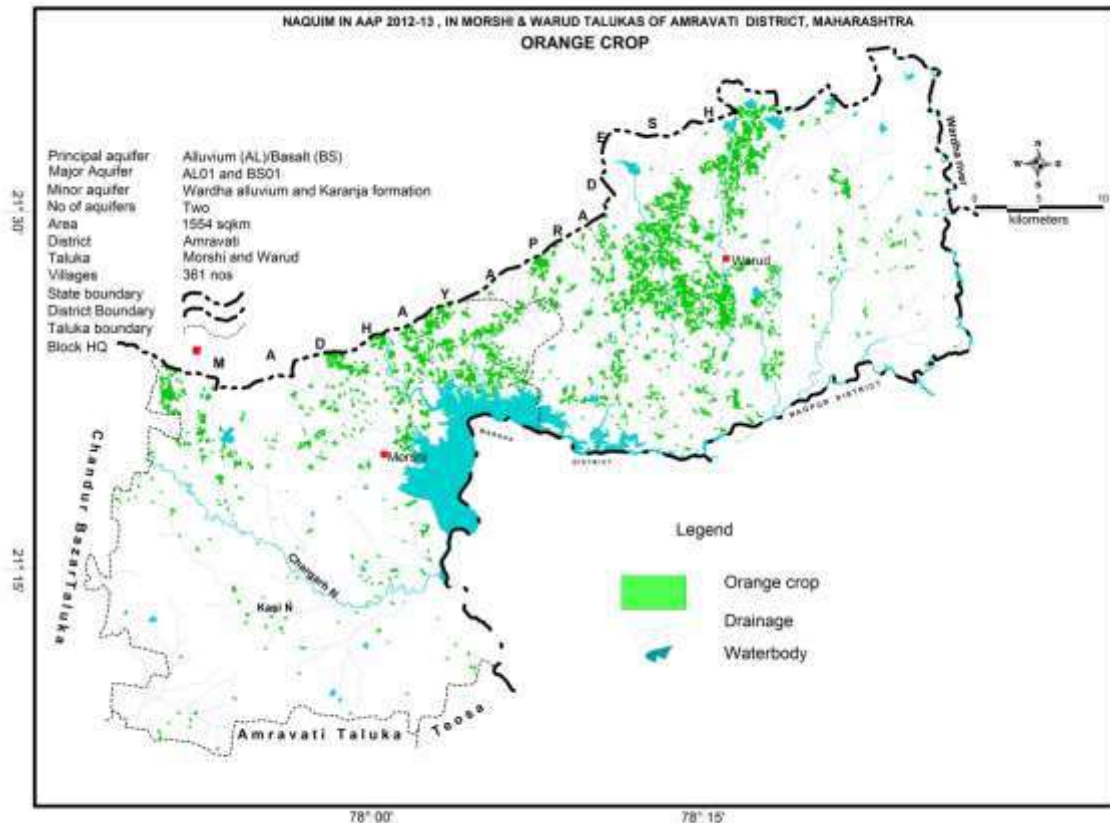 NAQUIM IN AAP 2012-13 , IN MORSHI & WARUD TALUKAS OF AMRAVATI DISTRICT, MAHARASHTRA
ORANGE CROP
Principal aquifer Alluvium (AL)/Basalt (BS)
Major Aquifer AL01 and BS01
Minor aquifer Wardha alluvium and Karanja formation
No of aquifers Two
Area 1554 sqkm
District Amravati
Taluka Morshi and Warud
Villages 361 nos
State boundary
District Boundary
Taluka boundary
Block HQ
MADHAYAPRADESH
Wardha river
N
W
S
0 5 10
kilometers
21° 30'
21° 15'
Warud
Morshi
NAGPUR DISTRICT
WARDHA DISTRICT
Chandur Bazar Taluka
Chargarh N.
Kasi N
Amravati Taluka
Teosa
Legend
Orange crop
Drainage
Waterbody
78° 00'
78° 15'